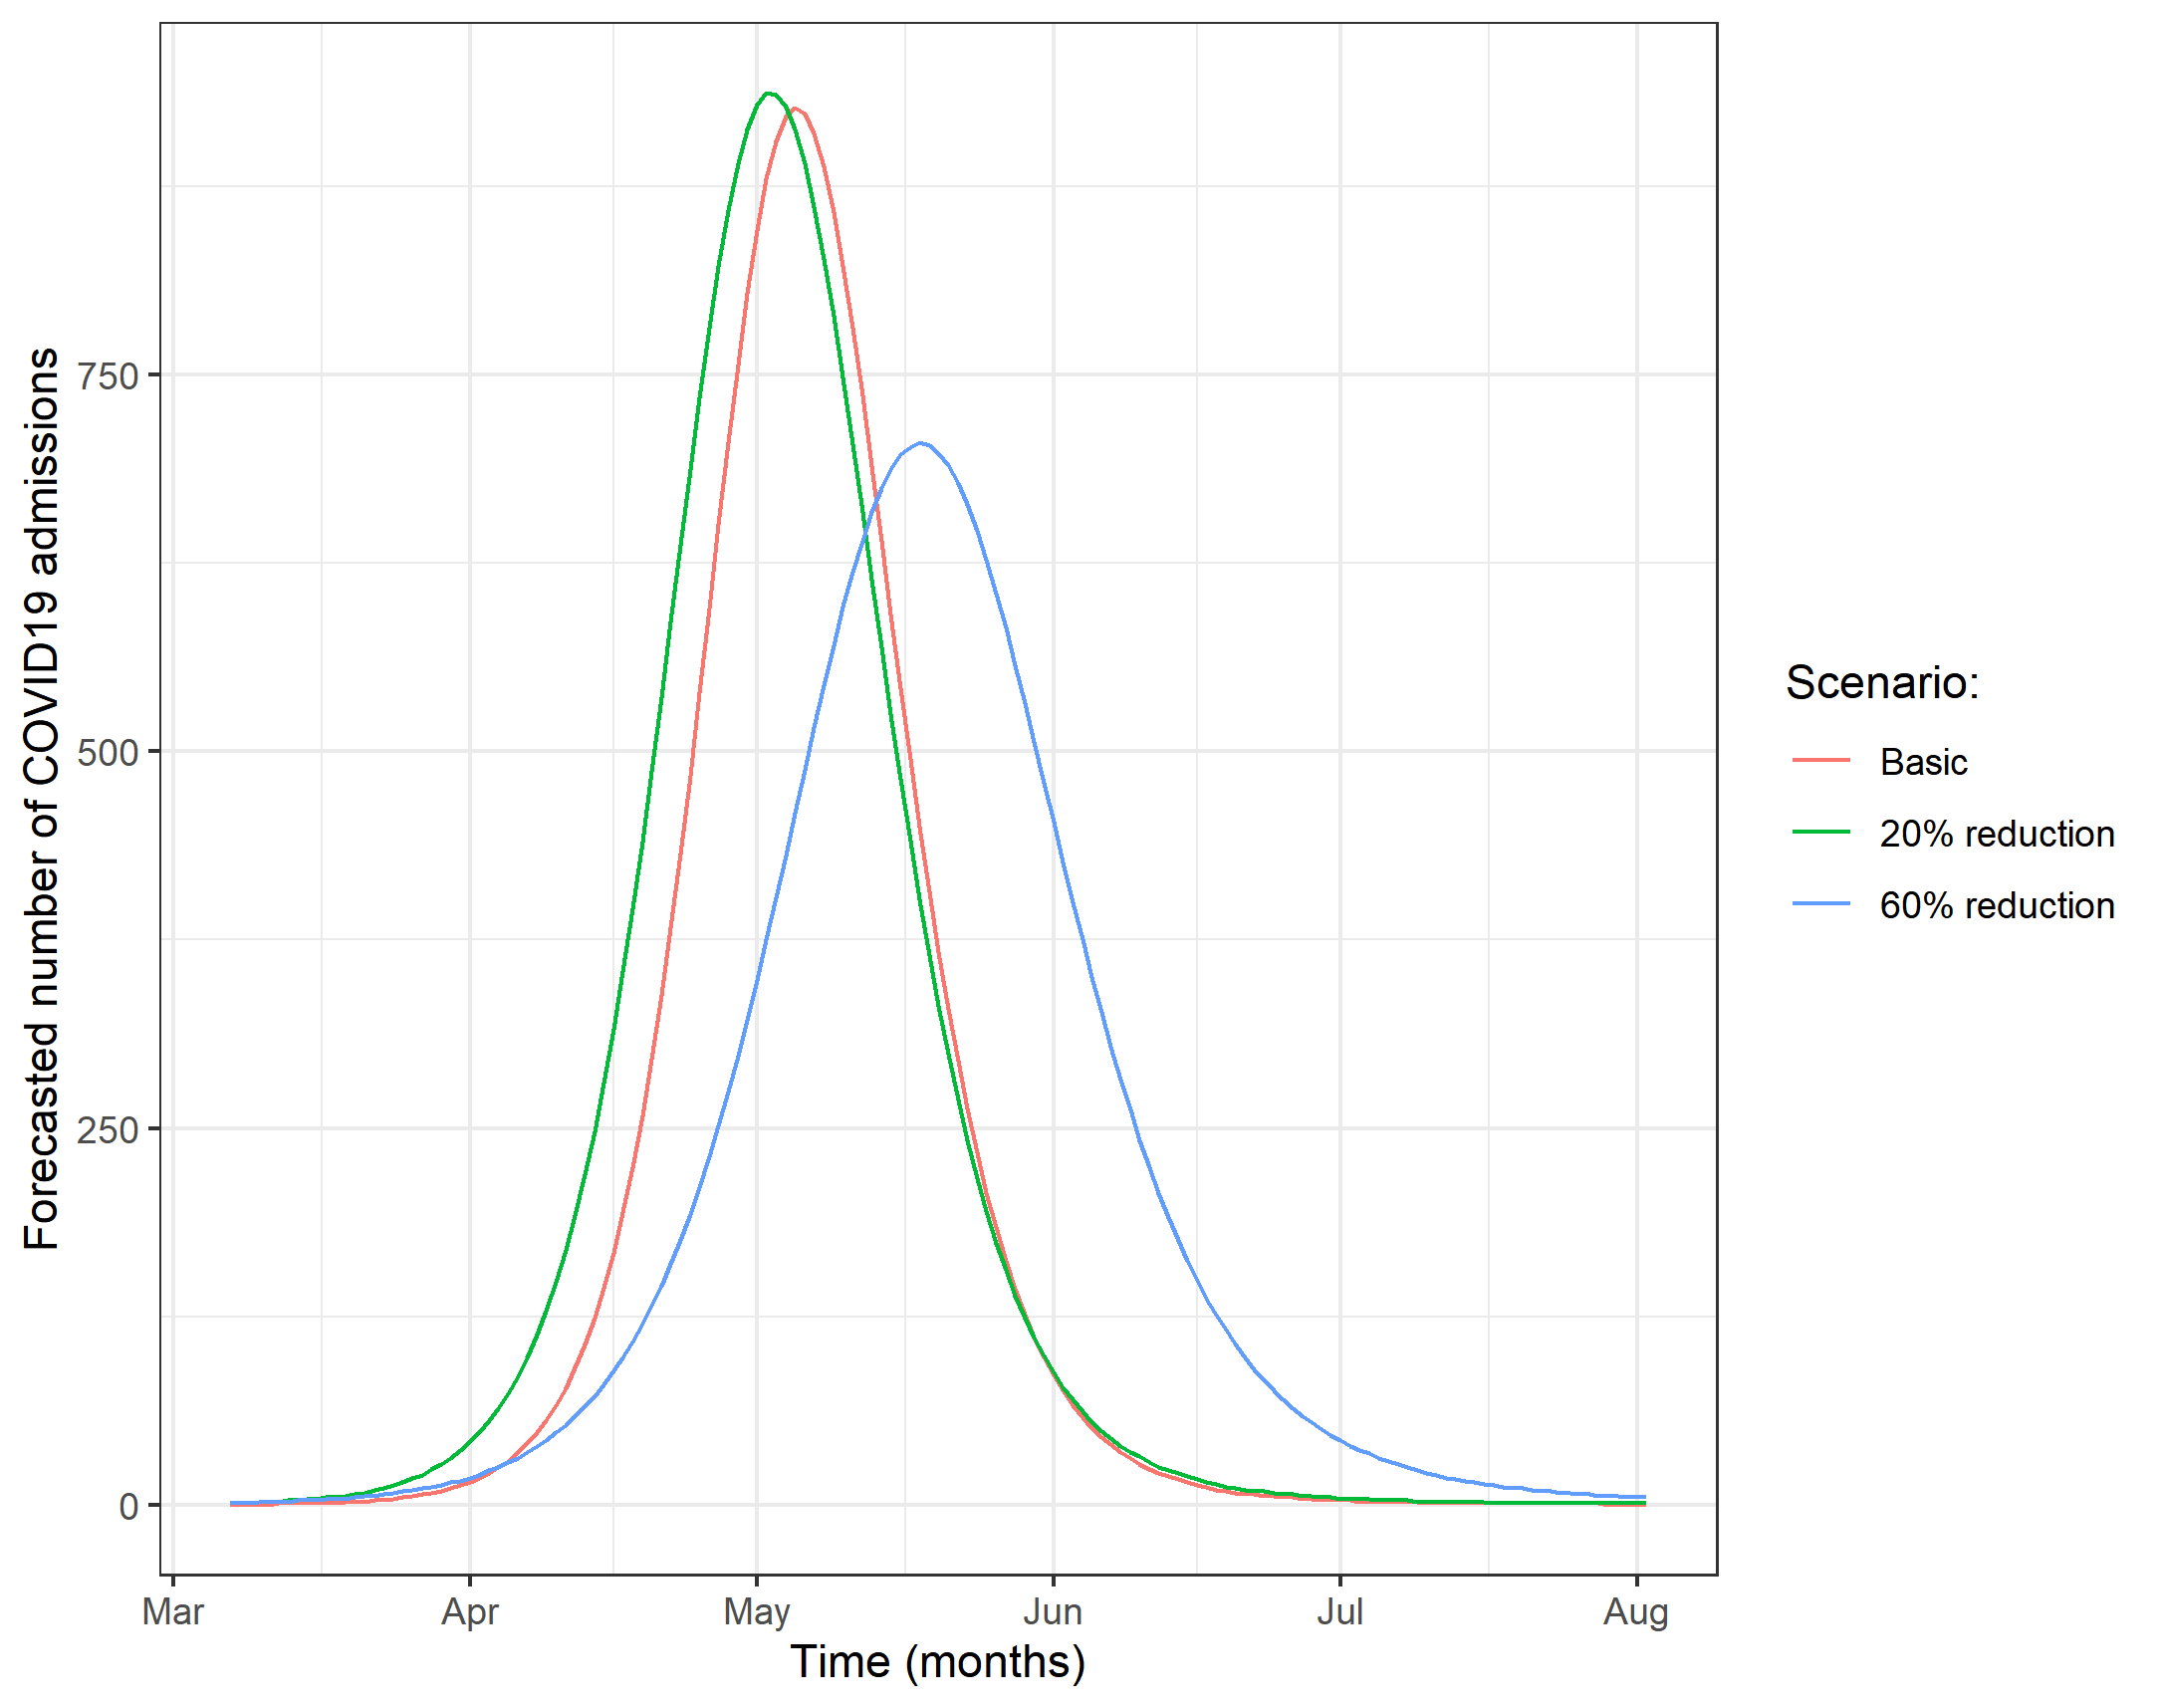 Forecasted number of COVID19 admissions
750
500
250
0
Mar Apr May Jun Jul Aug
Time (months)
Scenario:
Basic
20% reduction
60% reduction